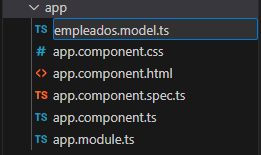 app
TS empleados.model.ts
# app.component.css
<> app.component.html
TS app.component.spec.ts
TS app.component.ts
TS app.module.ts